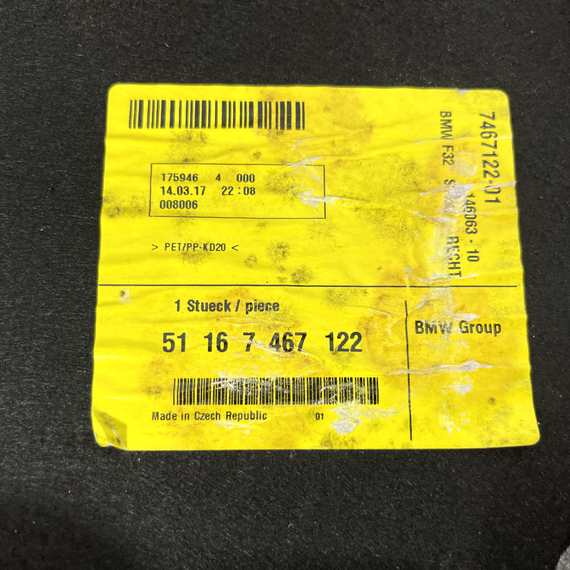 175946 4 000
14.03.17 22:08
008006
> PET/PP-KD20 <
7467122-01
146063 - 10
BMW F32 RECHT
1 Stueck / piece
51 16 7 467 122
BMW Group
Made in Czech Republic 01